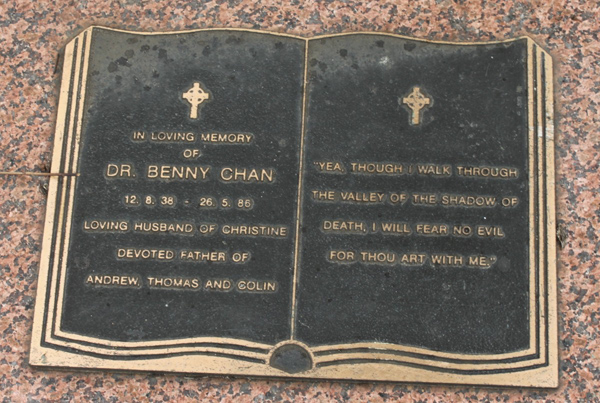 IN LOVING MEMORY
OF
DR. BENNY CHAN
12. 8. 38 - 26. 5. 86
LOVING HUSBAND OF CHRISTINE
DEVOTED FATHER OF
ANDREW, THOMAS AND COLIN
"YEA, THOUGH I WALK THROUGH
THE VALLEY OF THE SHADOW OF
DEATH, I WILL FEAR NO EVIL
FOR THOU ART WITH ME."